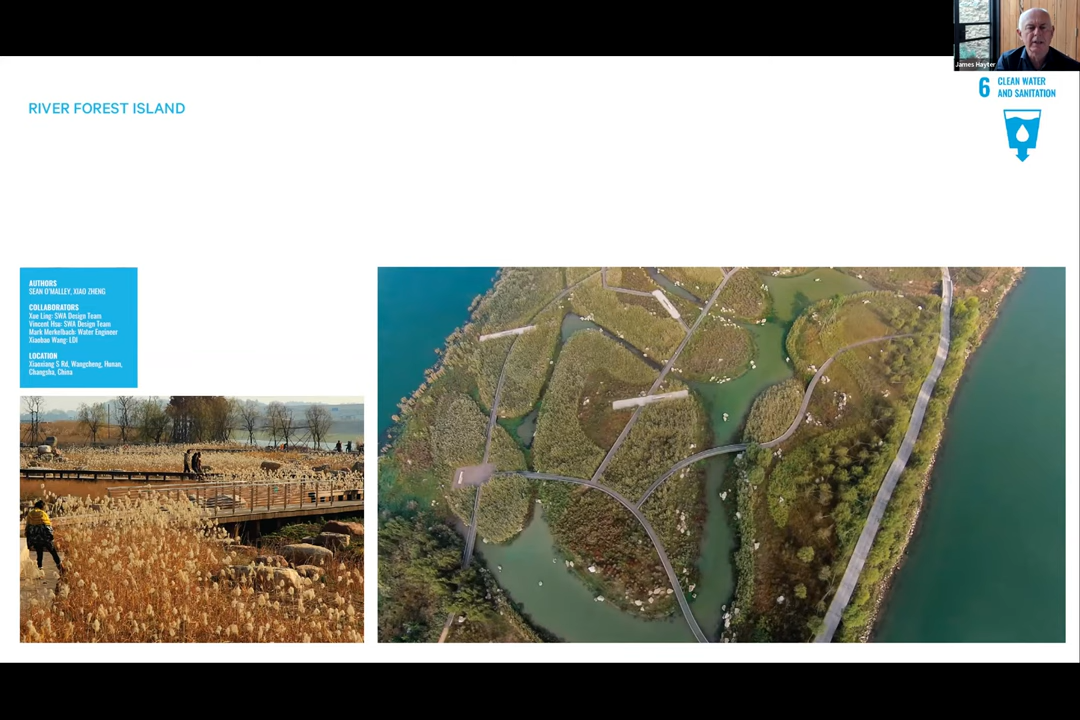 James Hayter
6 CLEAN WATER
AND SANITATION
RIVER FOREST ISLAND
AUTHORS
SEAN O'MALLEY, XIAO ZHENG
COLLABORATORS
Xue Ling: SWA Design Team
Vincent Hsu: SWA Design Team
Mark Merkelbach: Water Engineer
Xiaobao Wang: LDI
LOCATION
Xiaoxiang S Rd, Wangcheng, Hunan,
Changsha, China